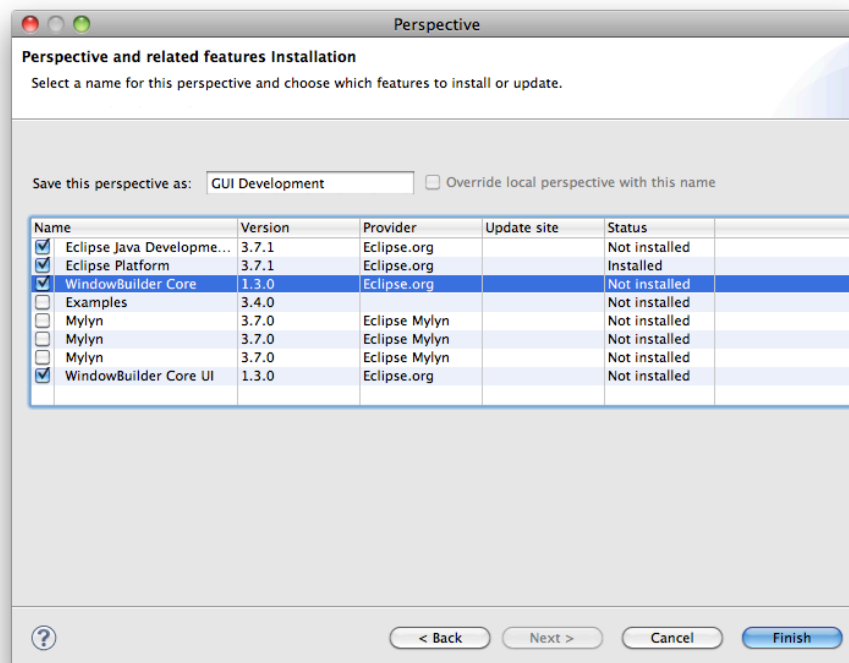 Perspective
Perspective and related features Installation
Select a name for this perspective and choose which features to install or update.
Save this perspective as: GUI Development Override local perspective with this name
Name Version Provider Update site Status
Eclipse Java Developme... 3.7.1 Eclipse.org Not installed
Eclipse Platform 3.7.1 Eclipse.org Installed
WindowBuilder Core 1.3.0 Eclipse.org Not installed
Examples 3.4.0 Not installed
Mylyn 3.7.0 Eclipse Mylyn Not installed
Mylyn 3.7.0 Eclipse Mylyn Not installed
Mylyn 3.7.0 Eclipse Mylyn Not installed
WindowBuilder Core UI 1.3.0 Eclipse.org Not installed
? < Back Next > Cancel Finish